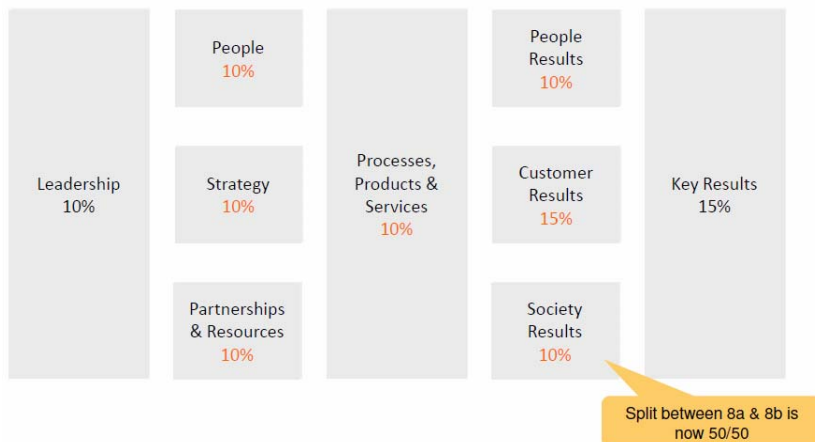 Leadership
10%
People
10%
Strategy
10%
Partnerships
& Resources
10%
Processes,
Products &
Services
10%
People
Results
10%
Customer
Results
15%
Society
Results
10%
Key Results
15%
Split between 8a & 8b is
now 50/50